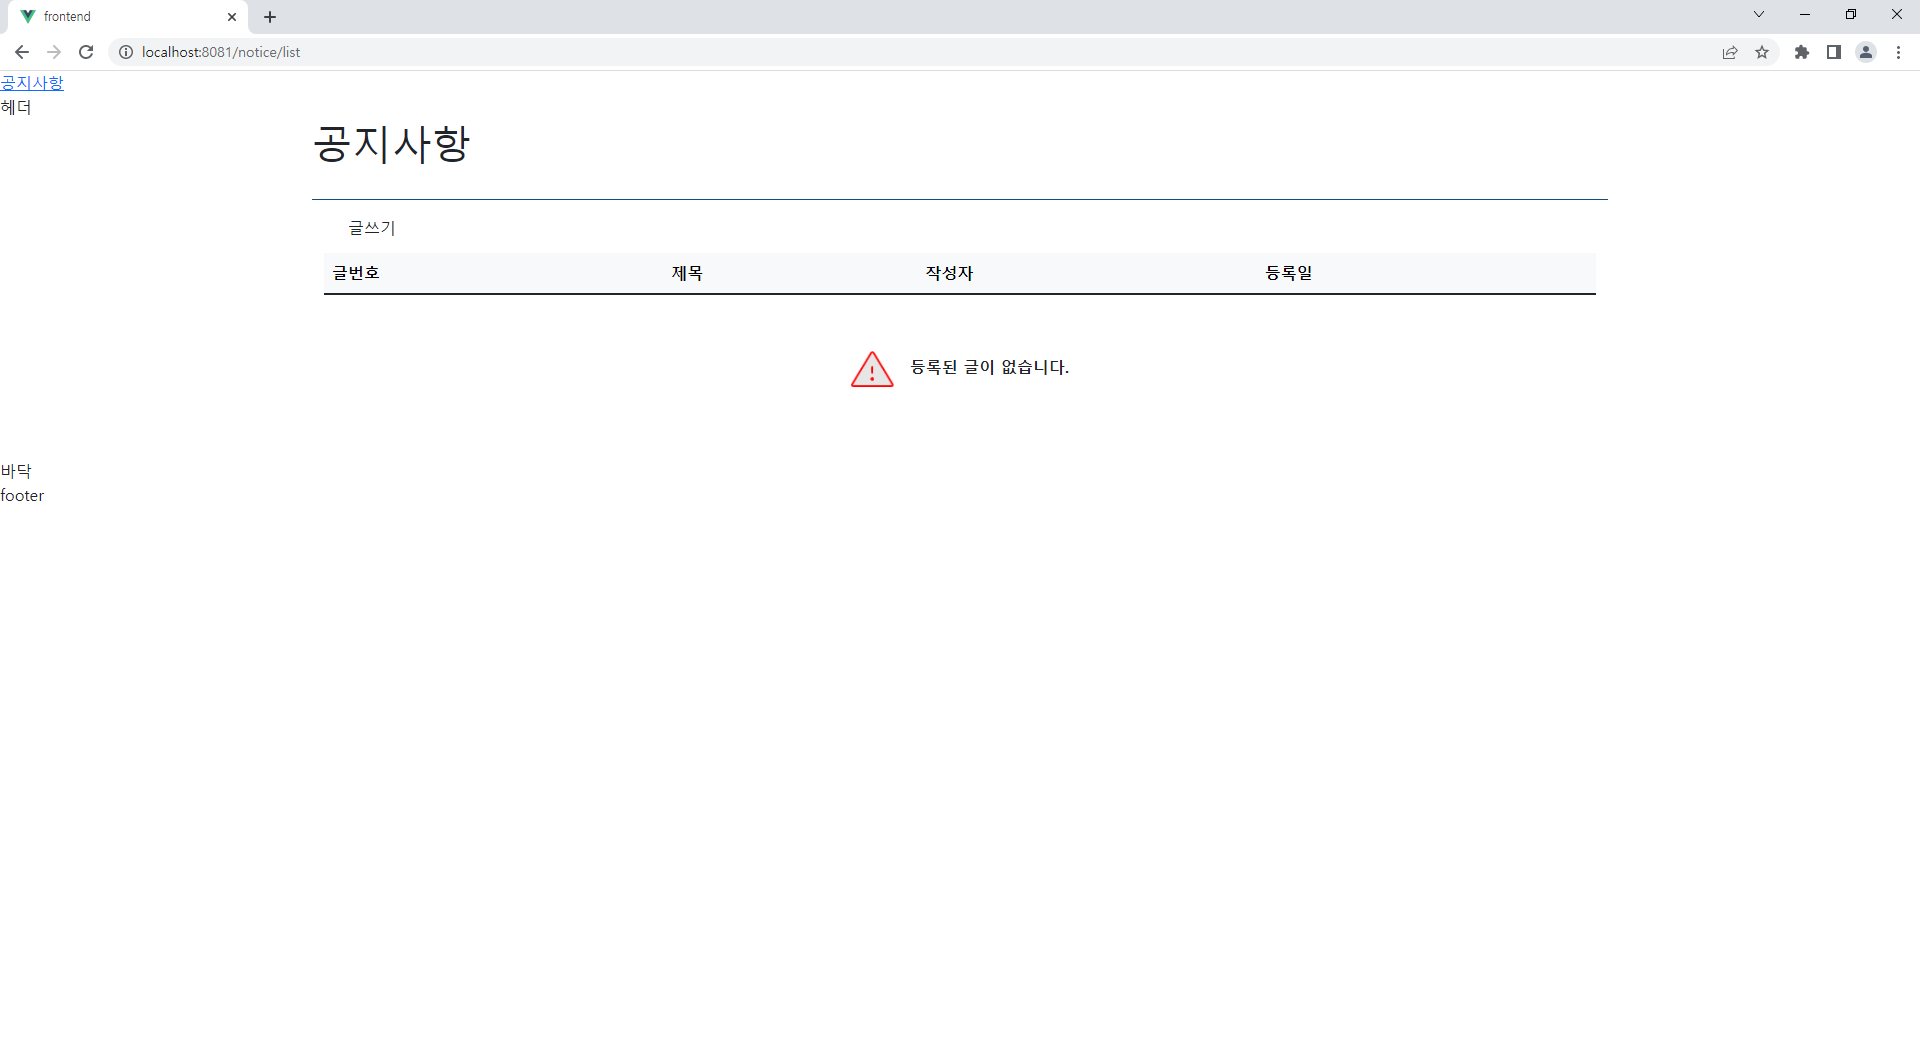 frontend
localhost:8081/notice/list
공지사항
헤더
공지사항
글쓰기
글번호 제목 작성자 등록일
등록된 글이 없습니다.
바닥
footer